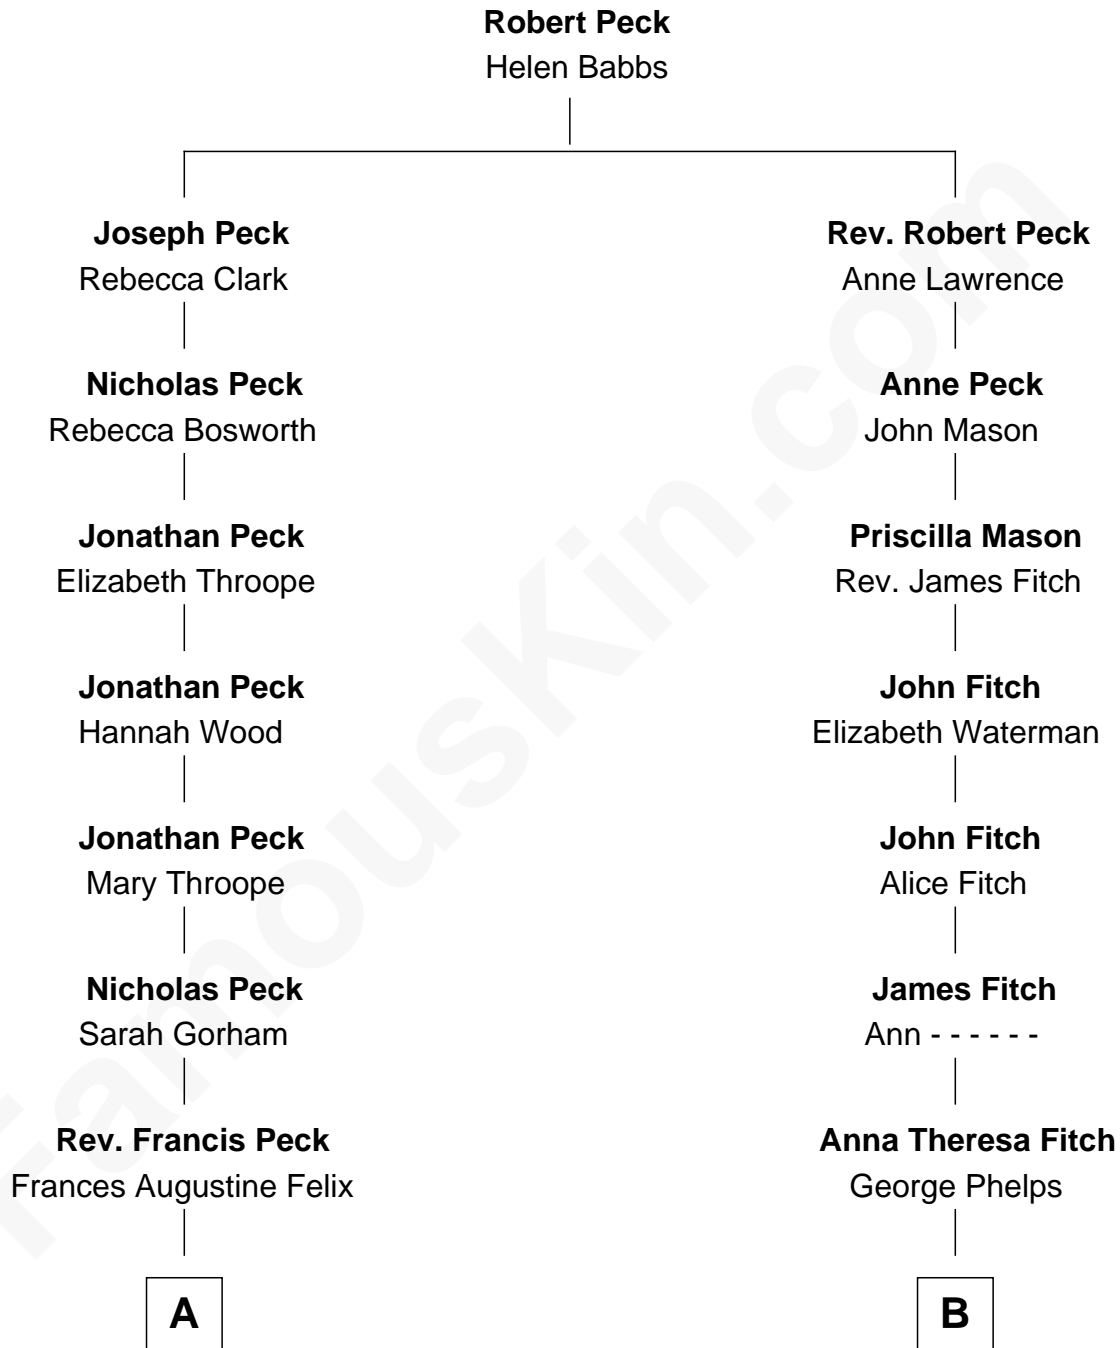 Robert Peck
Helen Babbs
Joseph Peck
Rebecca Clark
Rev. Robert Peck
Anne Lawrence
Nicholas Peck
Rebecca Bosworth
Anne Peck
John Mason
Jonathan Peck
Elizabeth Throope
Priscilla Mason
Rev. James Fitch
Jonathan Peck
Hannah Wood
John Fitch
Elizabeth Waterman
Jonathan Peck
Mary Throope
John Fitch
Alice Fitch
Nicholas Peck
Sarah Gorham
James Fitch
Ann - - - - - -
Rev. Francis Peck
Frances Augustine Felix
Anna Theresa Fitch
George Phelps
A
B
FamousKin.com